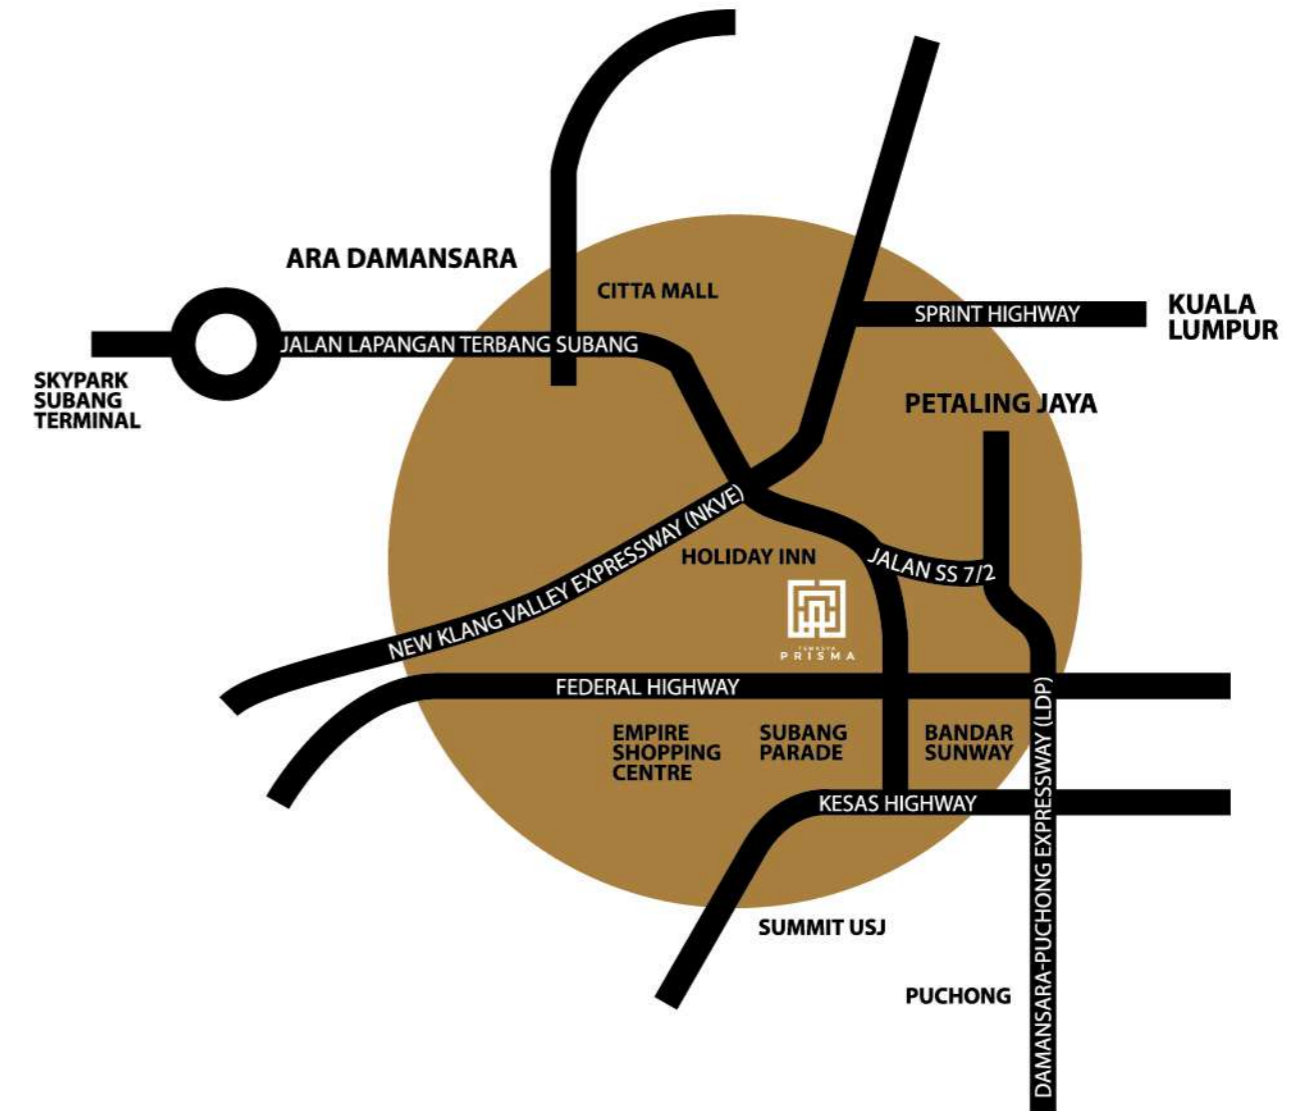 ARA DAMANSARA
CITTA MALL
SPRINT HIGHWAY
KUALA
LUMPUR
JALAN LAPANGAN TERBANG SUBANG
SKYPARK
SUBANG
TERMINAL
PETALING JAYA
NEW KLANG VALLEY EXPRESSWAY (NKVE)
HOLIDAY INN
JALAN SS 7/2
PRISMA
FEDERAL HIGHWAY
EMPIRE
SHOPPING
CENTRE
SUBANG
PARADE
BANDAR
SUNWAY
KESAS HIGHWAY
DAMANSARA-PUCHONG EXPRESSWAY (LDP)
SUMMIT USJ
PUCHONG